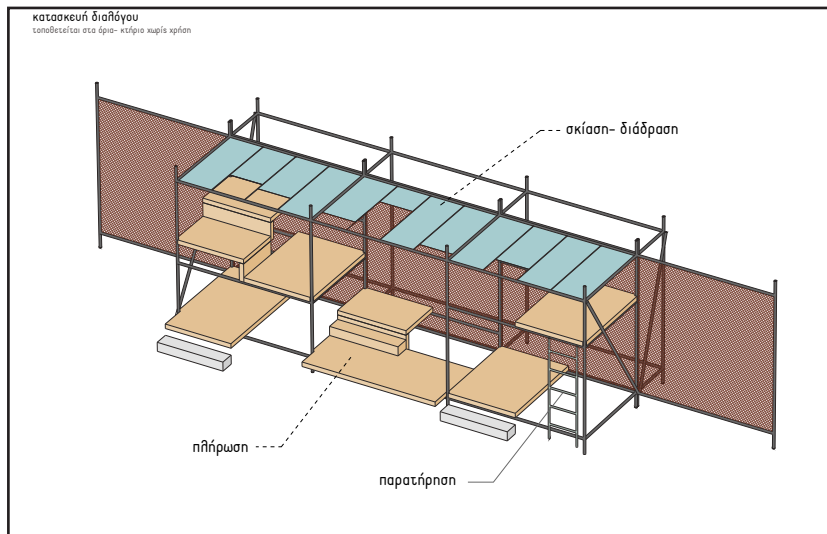 κατασκευή διαλόγου
τοποθετείται στα όρια- κτήριο χωρίς χρήση
σκίαση- διάδραση
πλήρωση
παρατήρηση